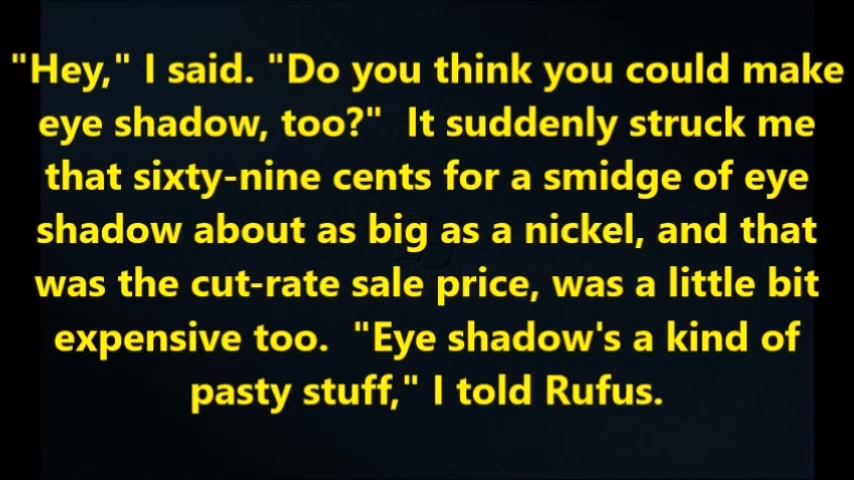 "Hey," I said. "Do you think you could make
eye shadow, too?"  It suddenly struck me
that sixty-nine cents for a smidge of eye
shadow about as big as a nickel, and that
was the cut-rate sale price, was a little bit
expensive too.  "Eye shadow's a kind of
pasty stuff," I told Rufus.